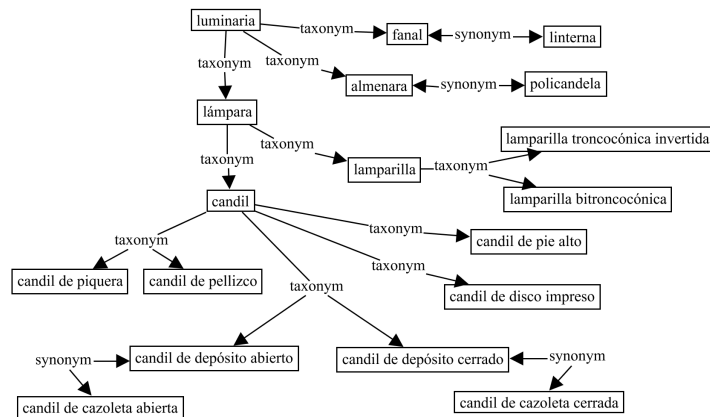 luminaria
taxonym
fanal
synonym
linterna
taxonym
taxonym
almenara
synonym
policandela
lámpara
lamparilla troncocónica invertida
taxonym
taxonym
lamparilla
taxonym
candil
lamparilla bitroncocónica
taxonym
candil de pie alto
taxonym
taxonym
candil de piquera
candil de pellizco
taxonym
candil de disco impreso
synonym
candil de depósito abierto
candil de depósito cerrado
synonym
candil de cazoleta abierta
candil de cazoleta cerrada